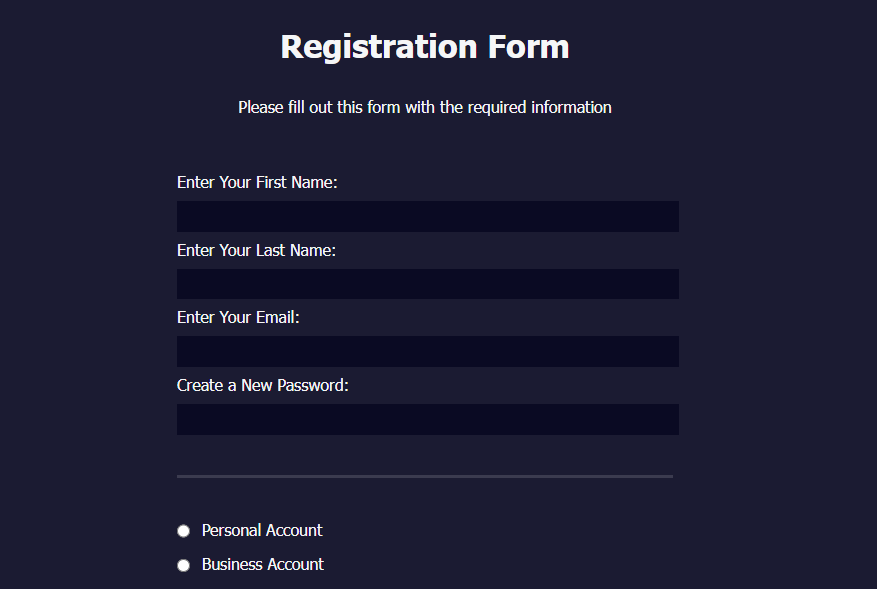 Registration Form
Please fill out this form with the required information
Enter Your First Name:
Enter Your Last Name:
Enter Your Email:
Create a New Password:
Personal Account
Business Account